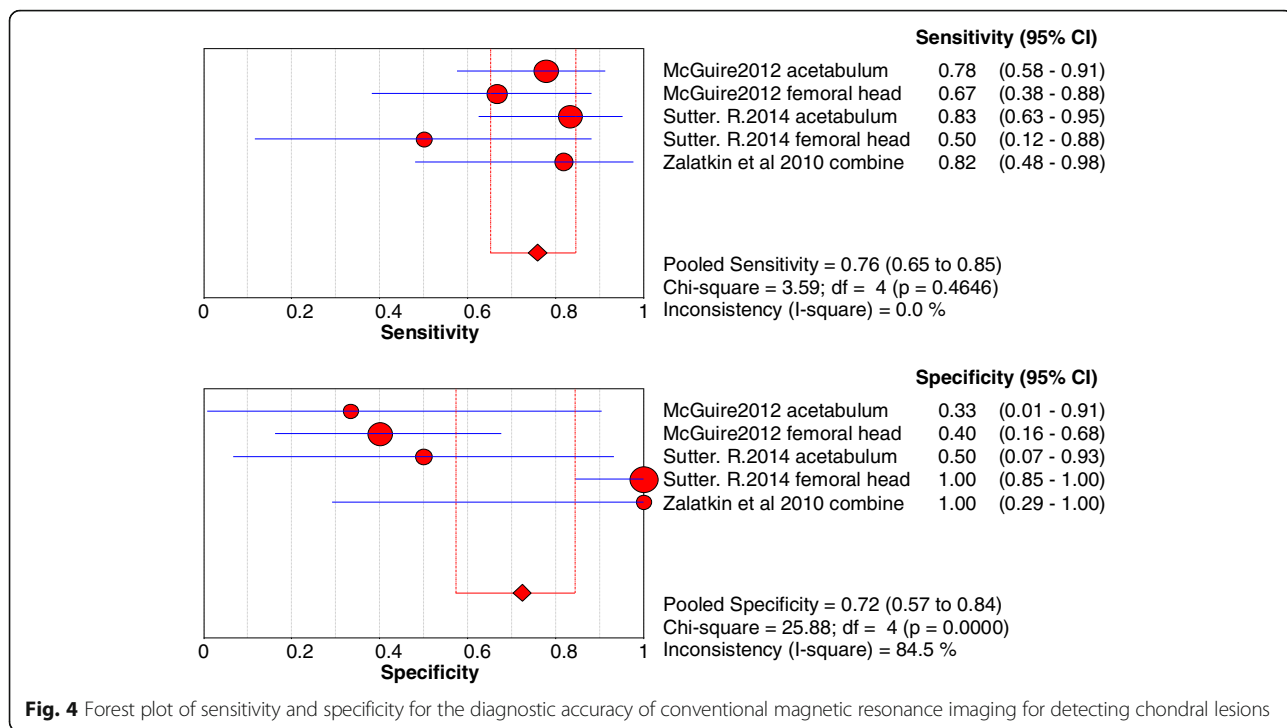 Sensitivity (95% CI)
McGuire2012 acetabulum 0.78 (0.58 - 0.91)
McGuire2012 femoral head 0.67 (0.38 - 0.88)
Sutter. R.2014 acetabulum 0.83 (0.63 - 0.95)
Sutter. R.2014 femoral head 0.50 (0.12 - 0.88)
Zalatkin et al 2010 combine 0.82 (0.48 - 0.98)
Pooled Sensitivity = 0.76 (0.65 to 0.85)
Chi-square = 3.59; df = 4 (p = 0.4646)
Inconsistency (I-square) = 0.0 %
0 0.2 0.4 0.6 0.8 1
Sensitivity
Specificity (95% CI)
McGuire2012 acetabulum 0.33 (0.01 - 0.91)
McGuire2012 femoral head 0.40 (0.16 - 0.68)
Sutter. R.2014 acetabulum 0.50 (0.07 - 0.93)
Sutter. R.2014 femoral head 1.00 (0.85 - 1.00)
Zalatkin et al 2010 combine 1.00 (0.29 - 1.00)
Pooled Specificity = 0.72 (0.57 to 0.84)
Chi-square = 25.88; df = 4 (p = 0.0000)
Inconsistency (I-square) = 84.5 %
0 0.2 0.4 0.6 0.8 1
Specificity
Fig. 4 Forest plot of sensitivity and specificity for the diagnostic accuracy of conventional magnetic resonance imaging for detecting chondral lesions